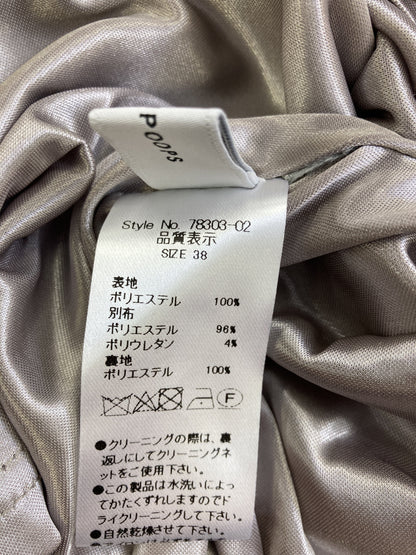 POOPS
Style No. 78303-02
品質表示
SIZE 38
表地
ポリエステル 100%
別布
ポリエステル 96%
ポリウレタン 4%
裏地
ポリエステル 100%
F
●クリーニングの際は、裏
返しにしてクリーニングネ
ットをご使用下さい。
●この製品は水洗いによっ
てかたくずれしますのでド
ライクリーニングして下さ
い。
●自然乾燥させて下さい。